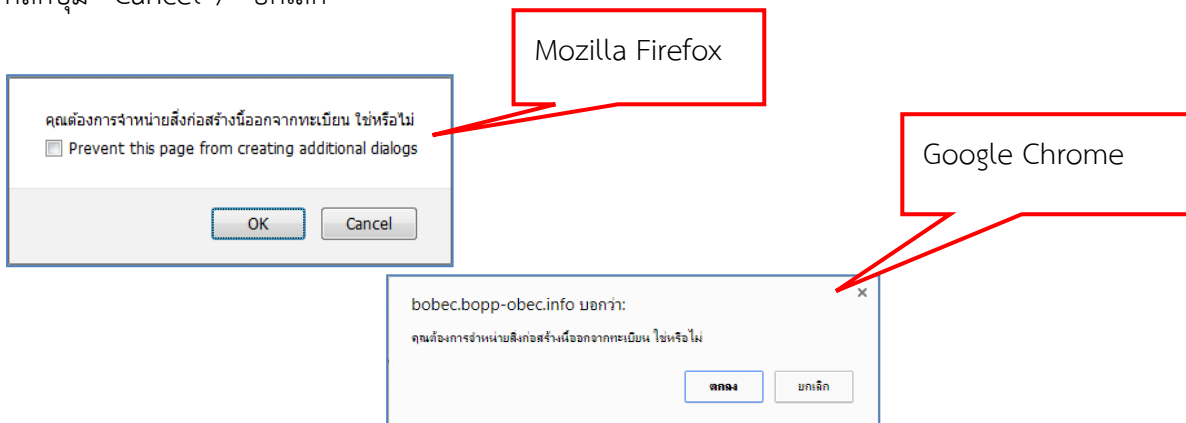 "Cancel"/ "ยกเลิก"
Mozilla Firefox
คุณต้องการจำหน่ายสิ่งก่อสร้างนี้ออกจากทะเบียน ใช่หรือไม่
Prevent this page from creating additional dialogs
OK Cancel
Google Chrome
bobec.bopp-obec.info บอกว่า:
คุณต้องการจำหน่ายสิ่งก่อสร้างนี้ออกจากทะเบียน ใช่หรือไม่
ตกลง ยกเลิก